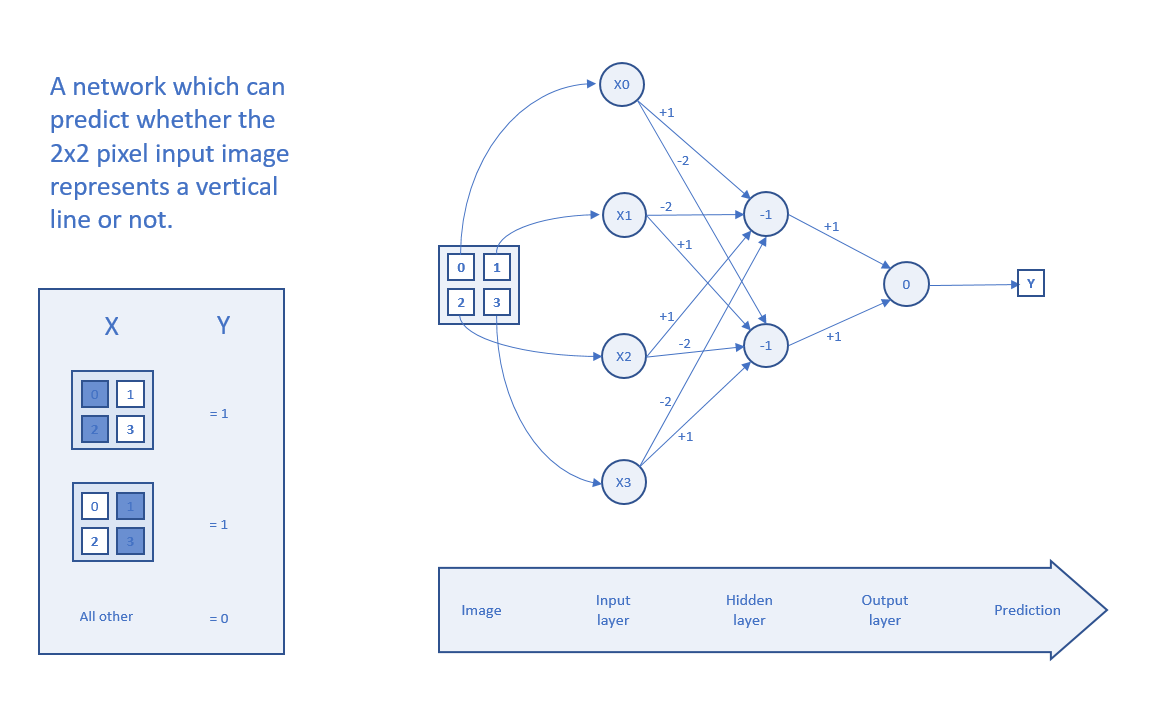 A network which can
predict whether the
2x2 pixel input image
represents a vertical
line or not.
X Y
0 1
2 3
= 1
0 1
2 3
= 1
All other = 0
0 1
2 3
X0
X1
X2
X3
+1
-2
-2
+1
+1
-2
-2
+1
-1
-1
+1
+1
0
Y
Image
Input
layer
Hidden
layer
Output
layer
Prediction